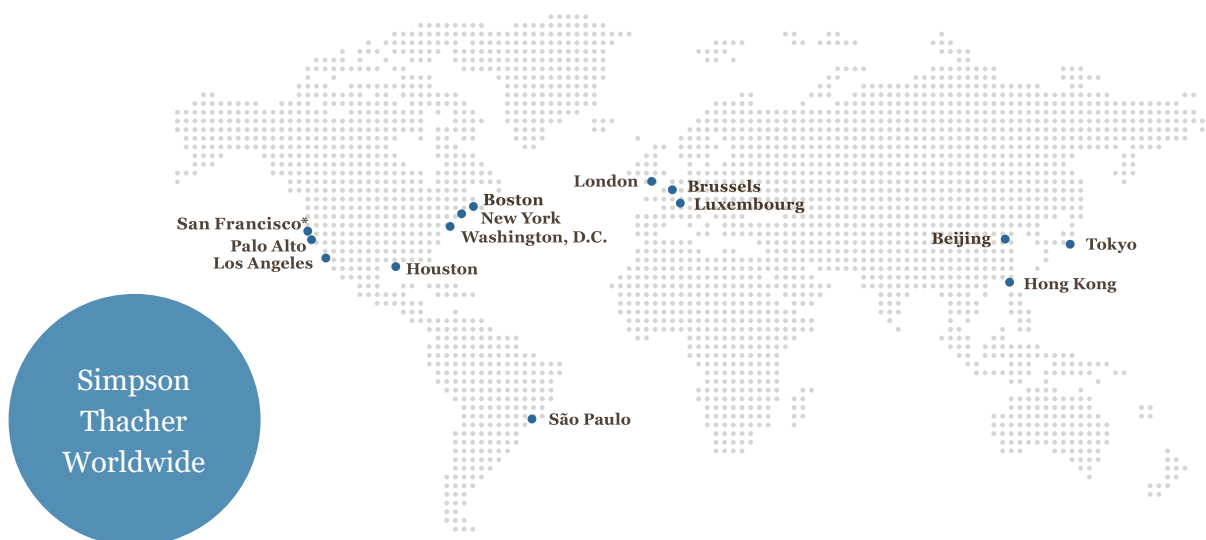 London
Brussels
Luxembourg
Boston
New York
Washington, D.C.
San Francisco*
Palo Alto
Los Angeles
Houston
Beijing
Tokyo
Hong Kong
São Paulo
Simpson
Thacher
Worldwide